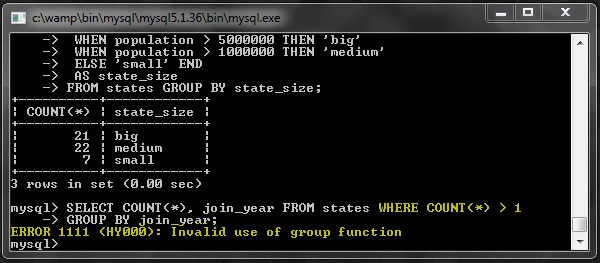 c:\wamp\bin\mysql\mysql5.1.36\bin\mysql.exe
-> WHEN population > 5000000 THEN 'big'
-> WHEN population > 1000000 THEN 'medium'
-> ELSE 'small' END
-> AS state_size
-> FROM states GROUP BY state_size;
+----------+------------+
| COUNT(*) | state_size |
+----------+------------+
| 21 | big |
| 22 | medium |
| 7 | small |
+----------+------------+
3 rows in set (0.00 sec)
mysql> SELECT COUNT(*), join_year FROM states WHERE COUNT(*) > 1
-> GROUP BY join_year;
ERROR 1111 (HY000): Invalid use of group function
mysql>